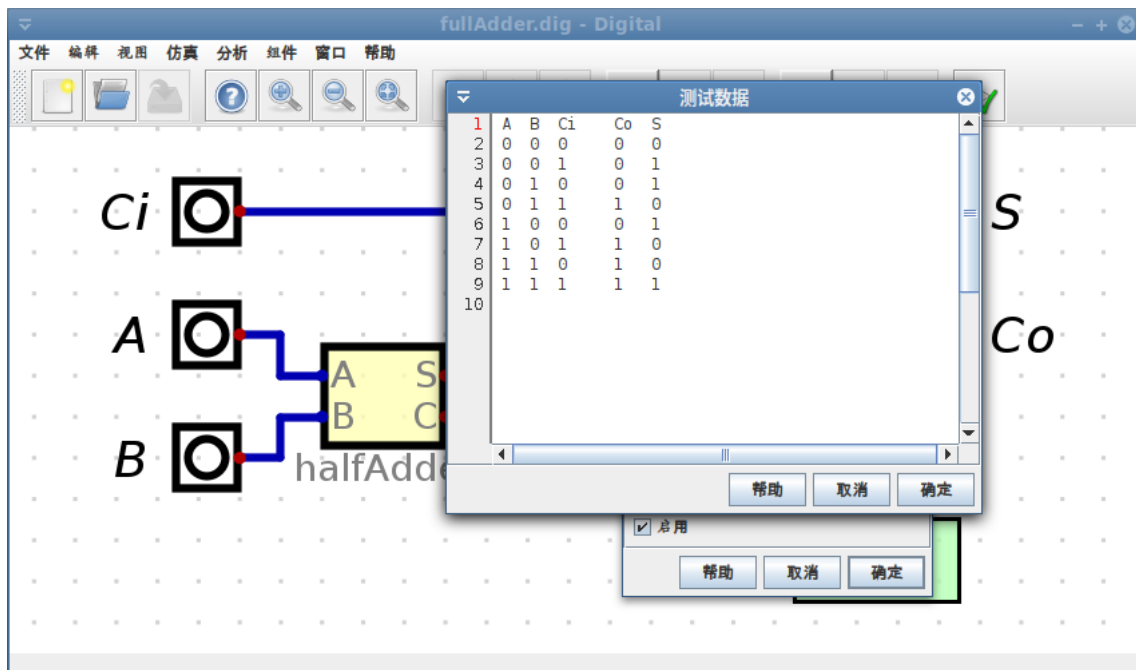 fullAdder.dig - Digital
文件 编辑 视图 仿真 分析 组件 窗口 帮助
测试数据
1 A B Ci Co S
2 0 0 0 0 0
3 0 0 1 0 1
4 0 1 0 0 1
5 0 1 1 1 0
6 1 0 0 0 1
7 1 0 1 1 0
8 1 1 0 1 0
9 1 1 1 1 1
10
帮助 取消 确定
Ci
S
A
Co
A S
B C
B
halfAdde
启用
帮助 取消 确定